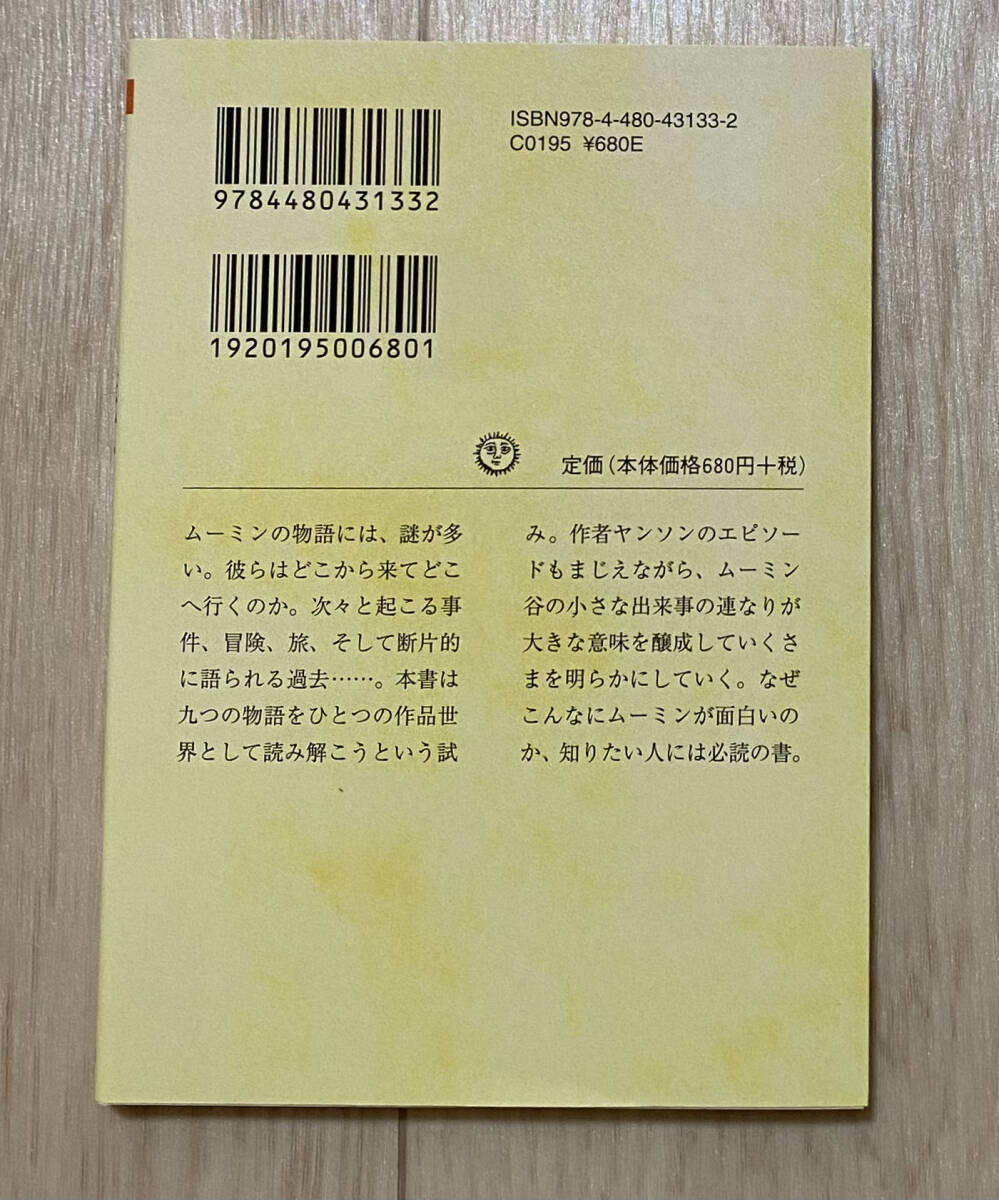 ISBN978-4-480-43133-2
C0195 ¥680E
9784480431332
1920195006801
定価(本体価格680円+税)
ムーミンの物語には、謎が多
い。彼らはどこから来てどこ
へ行くのか。次々と起こる事
件、冒険、旅、そして断片的
に語られる過去……。本書は
九つの物語をひとつの作品世
界として読み解こうという試
み。作者ヤンソンのエピソー
ドもまじえながら、ムーミン
谷の小さな出来事の連なりが
大きな意味を醸成していくさ
まを明らかにしていく。なぜ
こんなにムーミンが面白いの
か、知りたい人には必読の書。